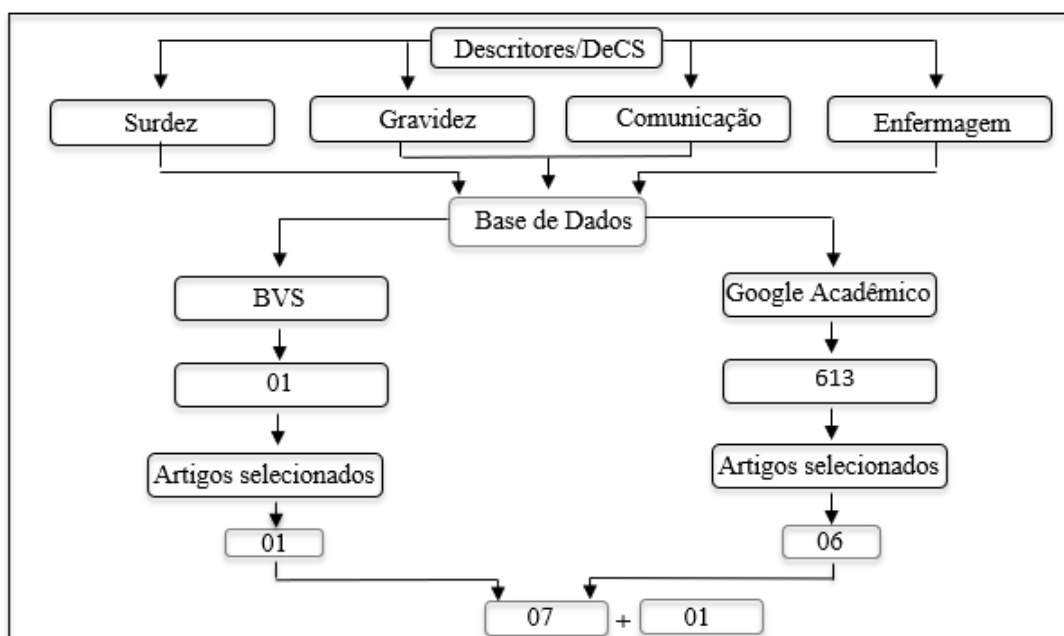 Descritores/DeCS
Surdez
Gravidez
Comunicação
Enfermagem
Base de Dados
BVS
Google Acadêmico
01
613
Artigos selecionados
Artigos selecionados
01
06
07 + 01